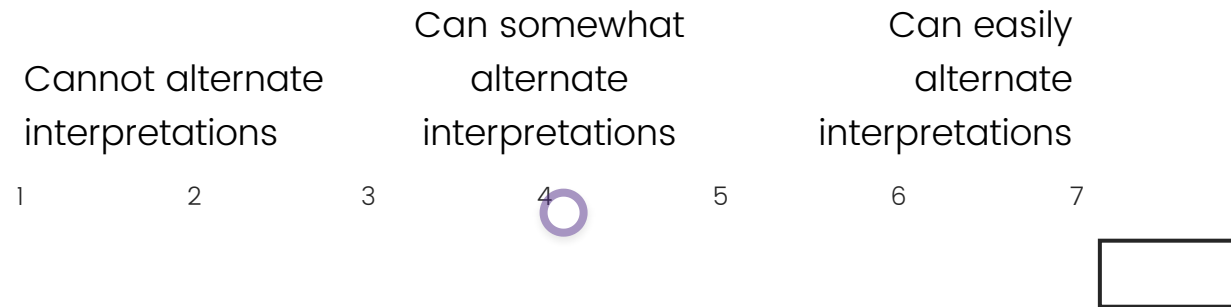 Cannot alternate
interpretations
Can somewhat
alternate
interpretations
Can easily
alternate
interpretations
1 2 3 4 5 6 7